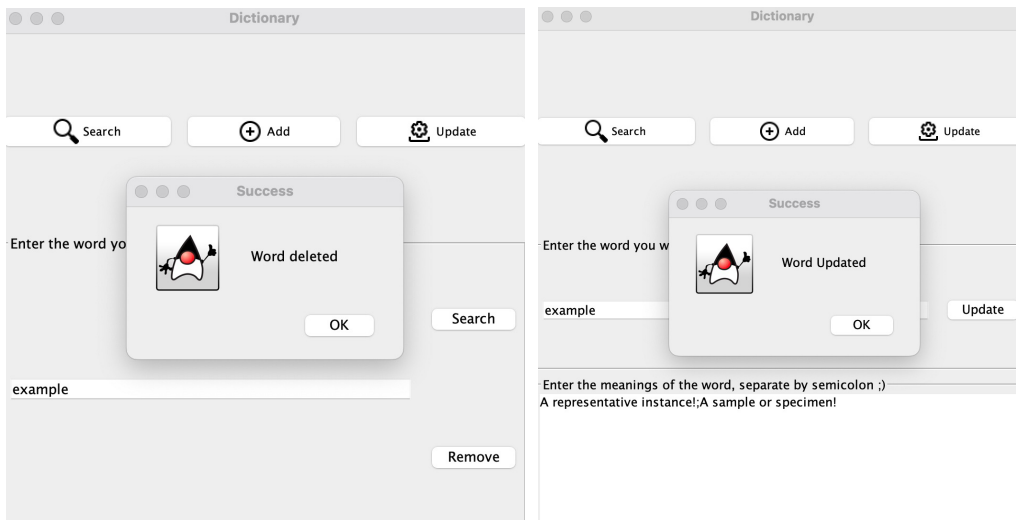 Dictionary
Search
Add
Update
Success
Enter the word yo
Word deleted
OK
Search
example
Remove
Dictionary
Search
Add
Update
Success
Enter the word you w
Word Updated
example
Update
OK
Enter the meanings of the word, separate by semicolon ;)
A representative instance!;A sample or specimen!